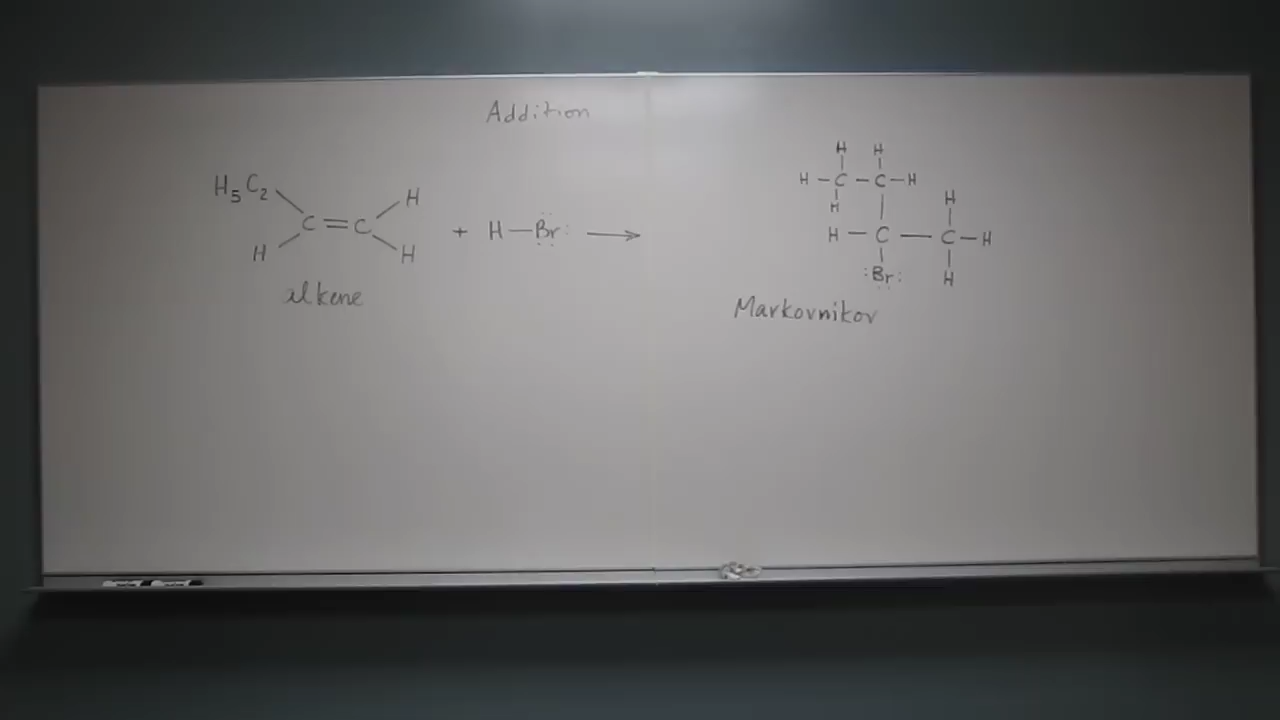 Addition
H H
H₅C₂ H – C – C – H
H H H
C = C + H – Br: → H – C – C – H
H H :Br: H
alkene Markovnikov